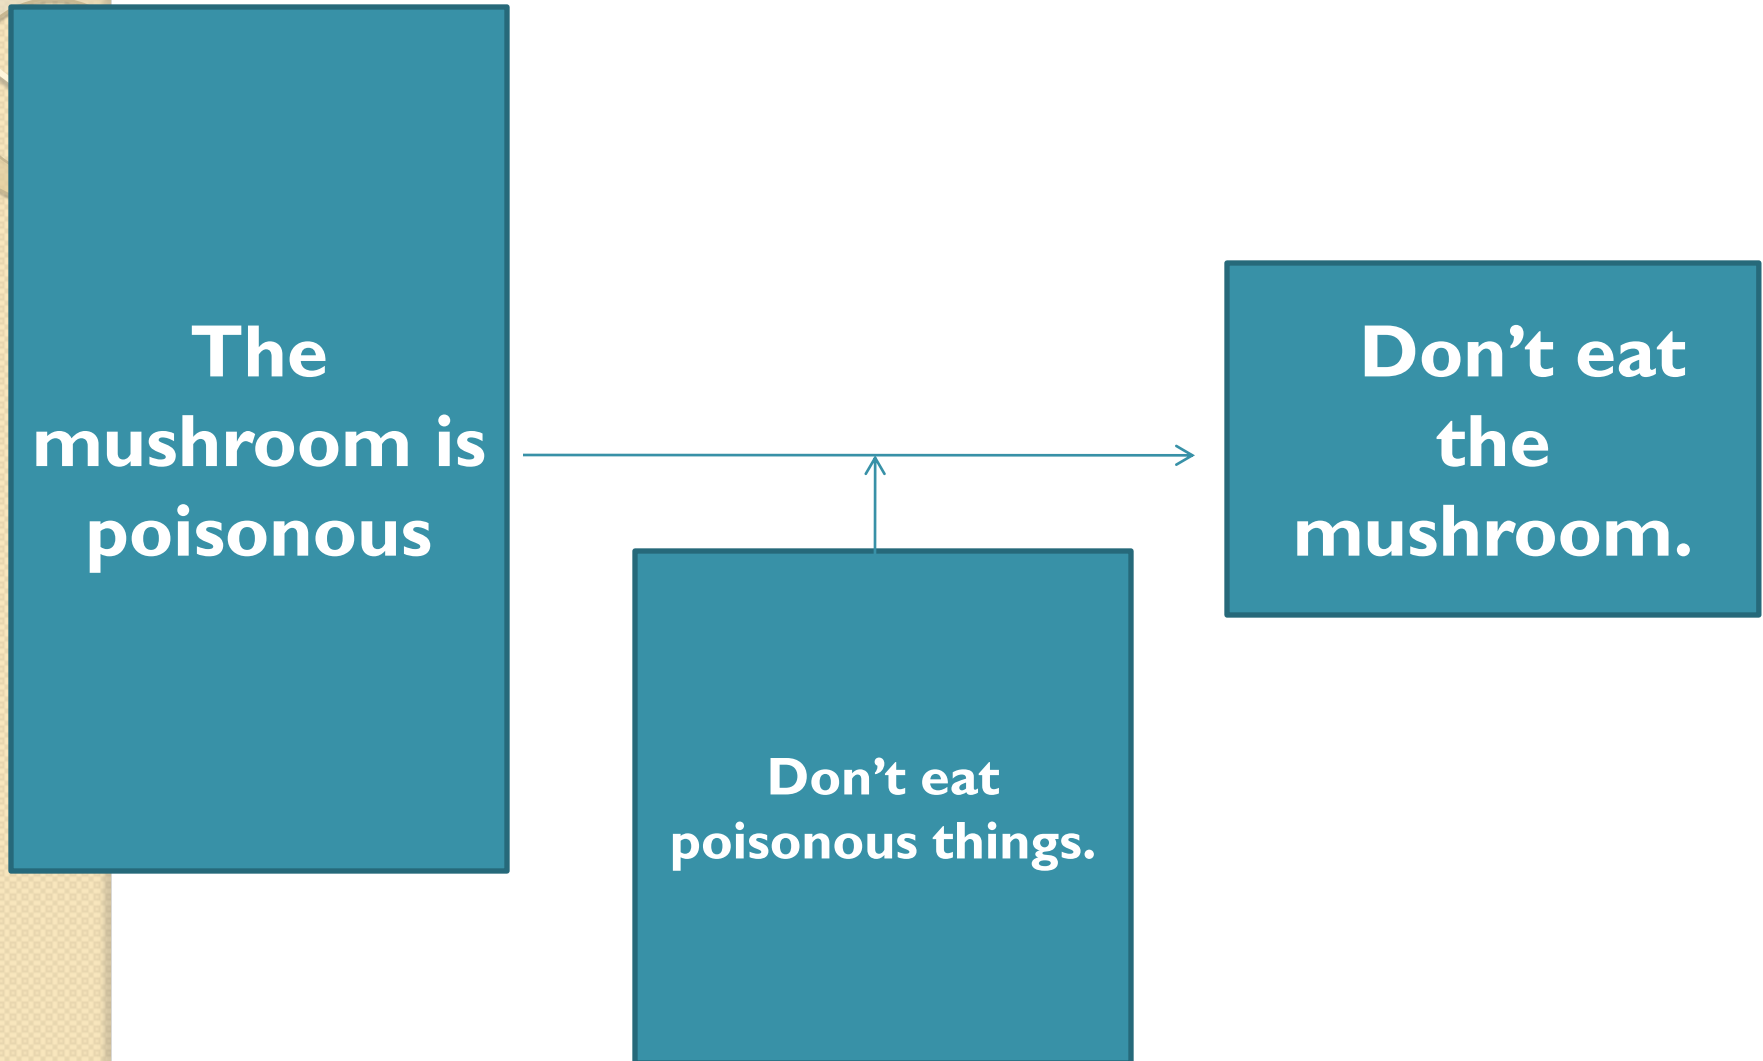 The
mushroom is
poisonous
Don’t eat
the
mushroom.
Don’t eat
poisonous things.